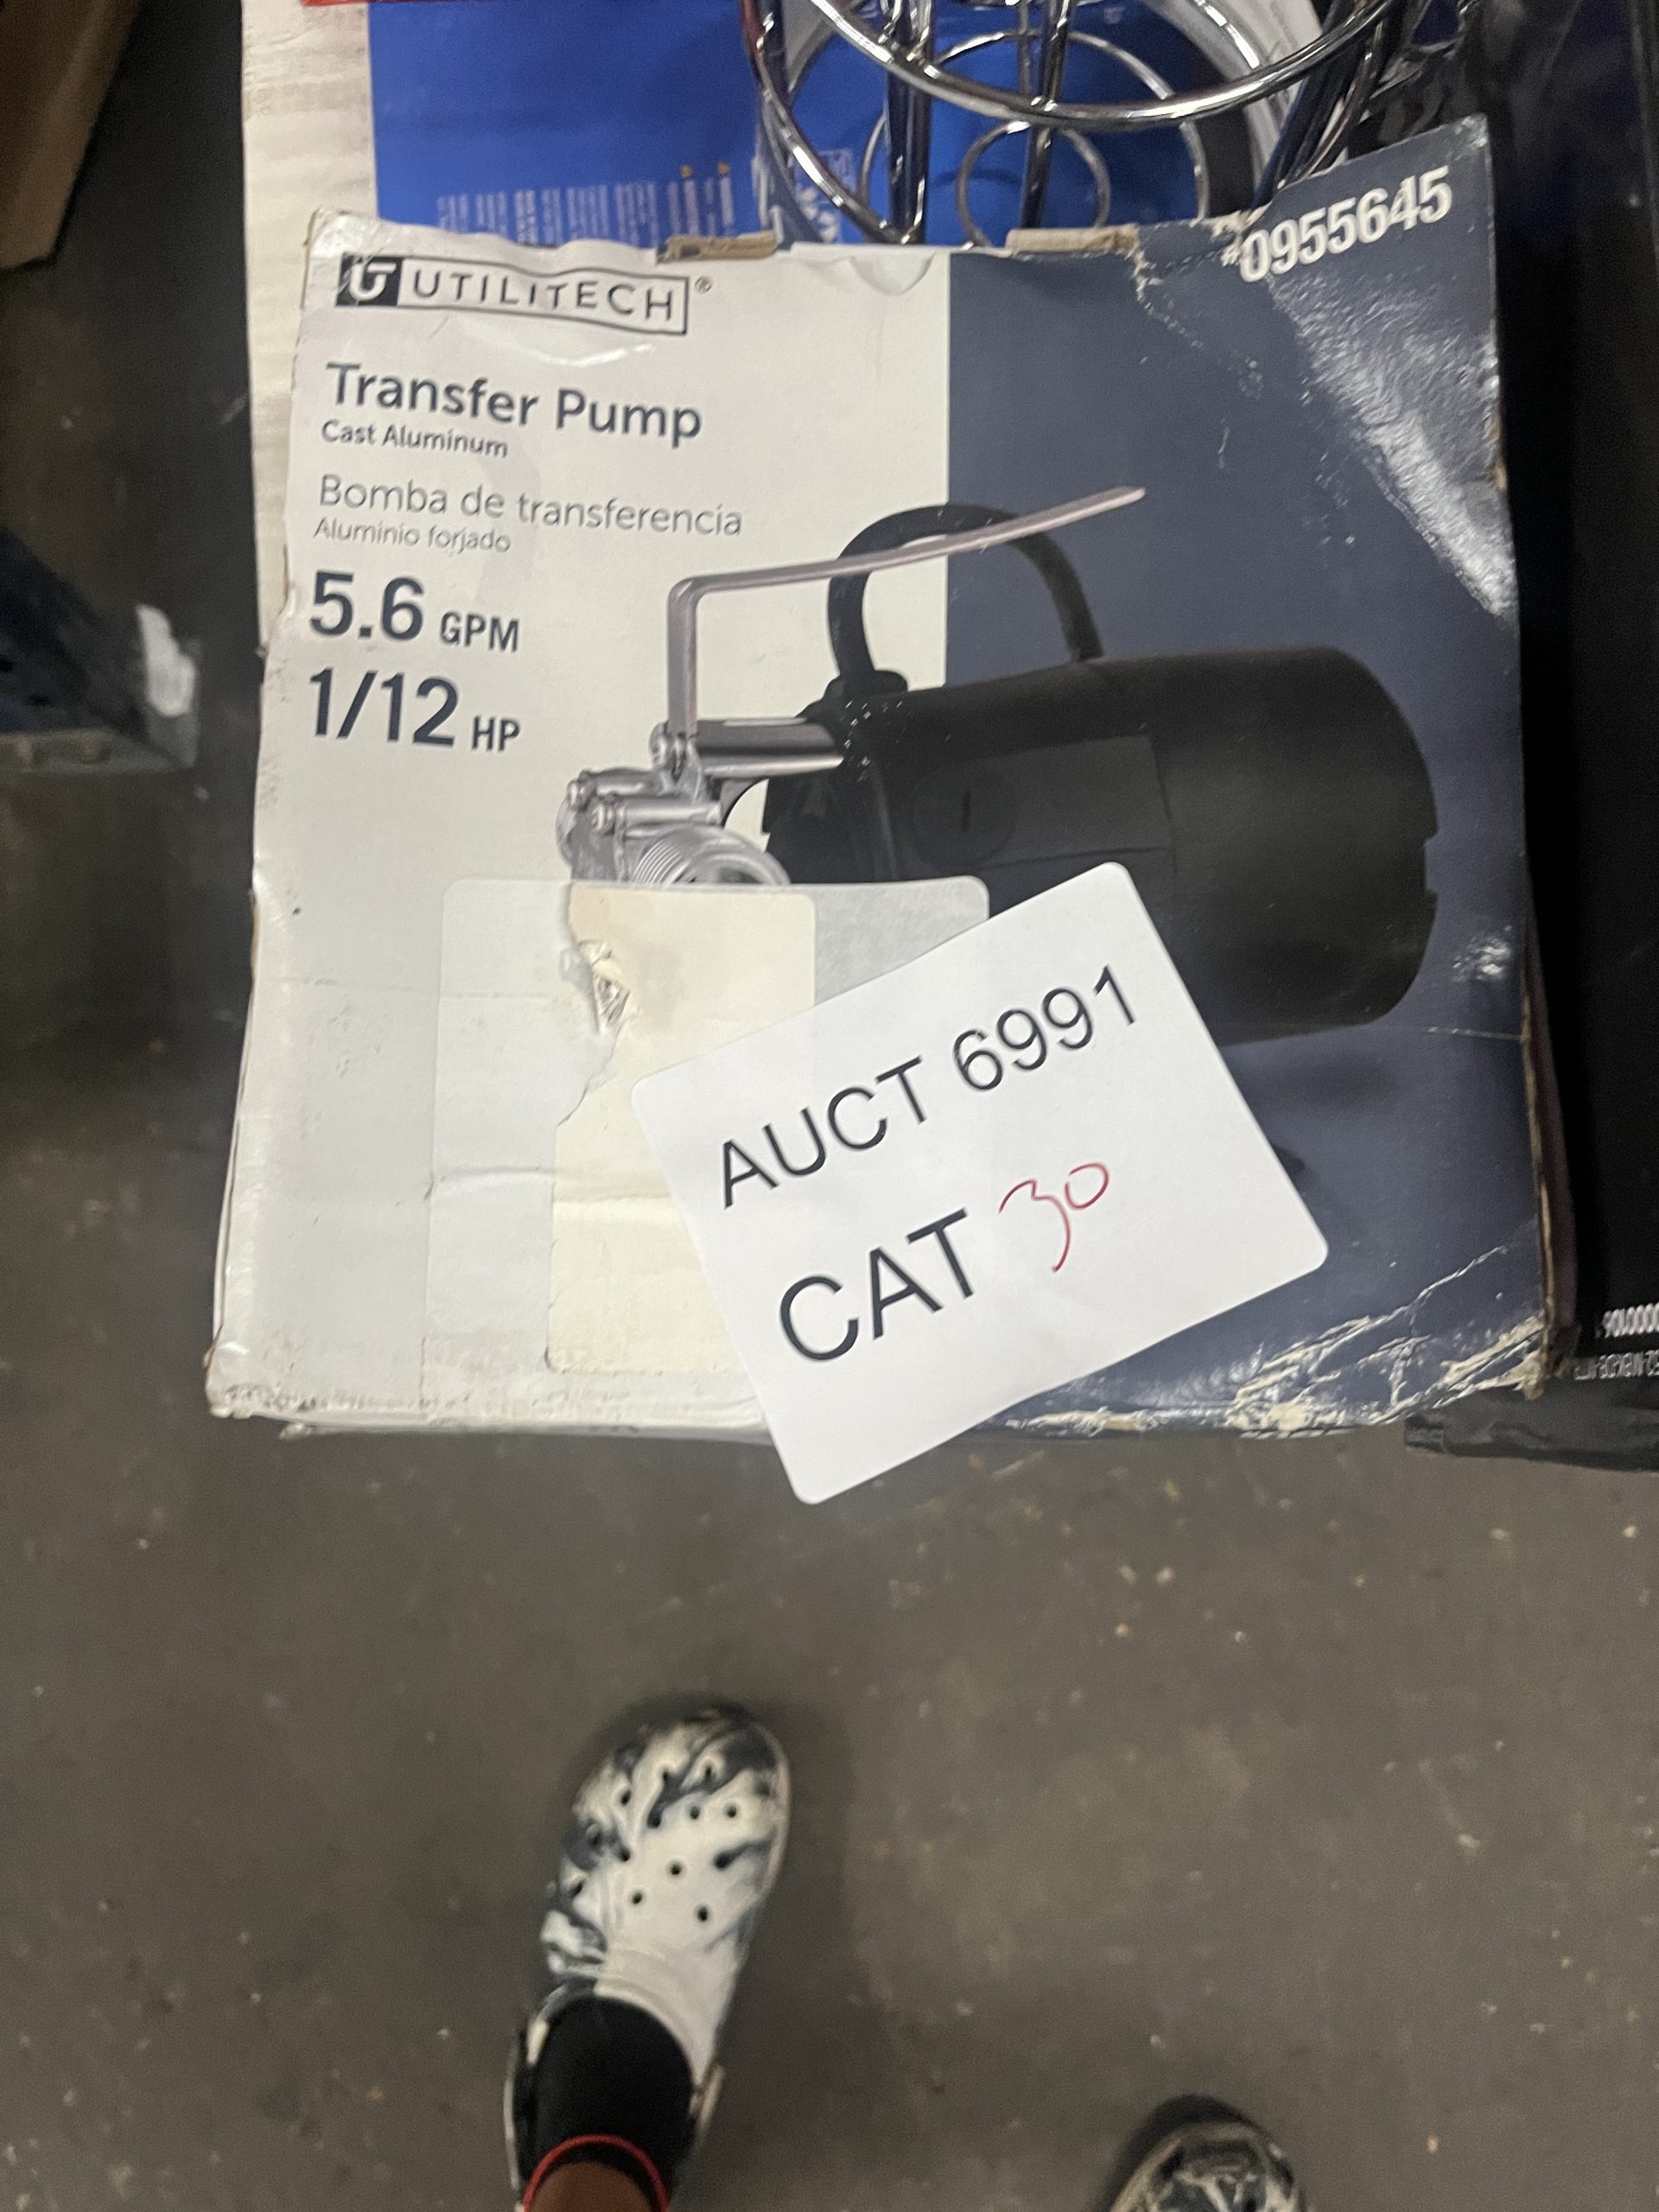 #0955645
UTILITECH®
Transfer Pump
Cast Aluminum
Bomba de transferencia
Aluminio forjado
5.6 GPM
1/12 HP
AUCT 6991
CAT 30